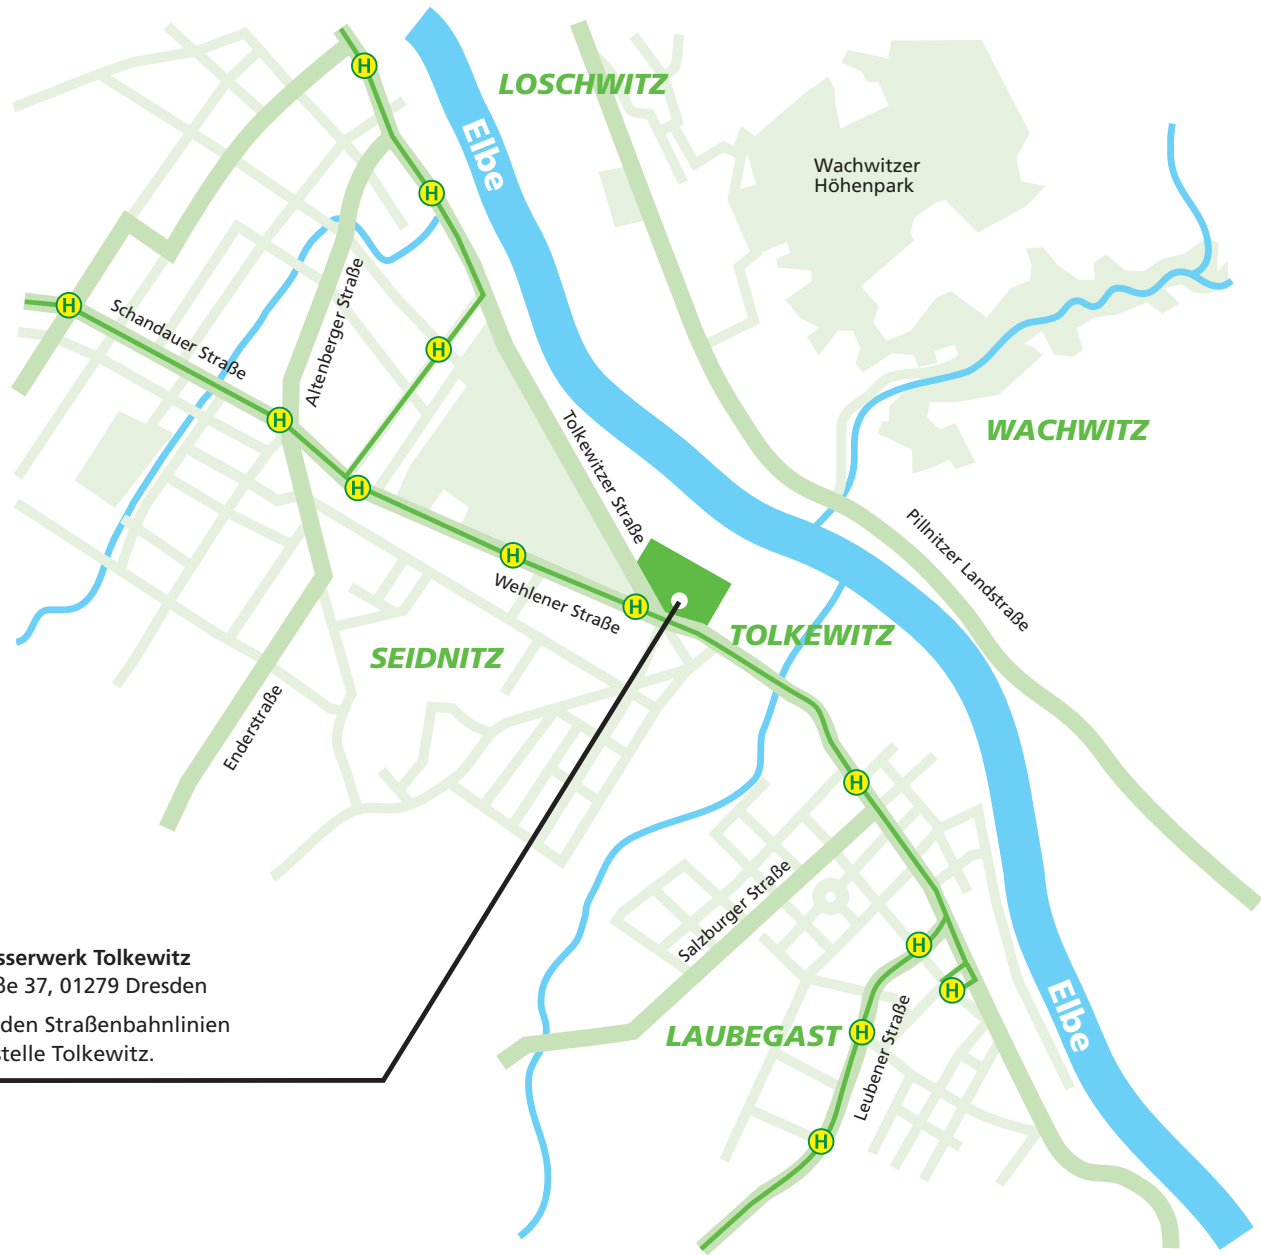 LOSCHWITZ
Elbe
Wachwitzer
Höhenpark
H
H
H
Schandauer Straße
Altenberger Straße
H
H
Tolkewitzer Straße
WACHWITZ
H
H
Pillnitzer Landstraße
H
Wehlener Straße
H
TOLKEWITZ
SEIDNITZ
Enderstraße
H
Salzburger Straße
H
H
Elbe
LAUBEGAST
H
Leubener Straße
H
sserwerk Tolkewitz
ße 37, 01279 Dresden
den Straßenbahnlinien
stelle Tolkewitz.